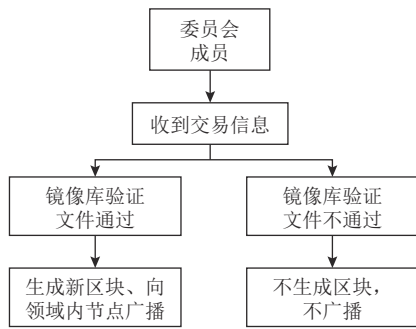 委员会
成员
收到交易信息
镜像库验证
文件通过
镜像库验证
文件不通过
生成新区块、向
领域内节点广播
不生成区块，
不广播